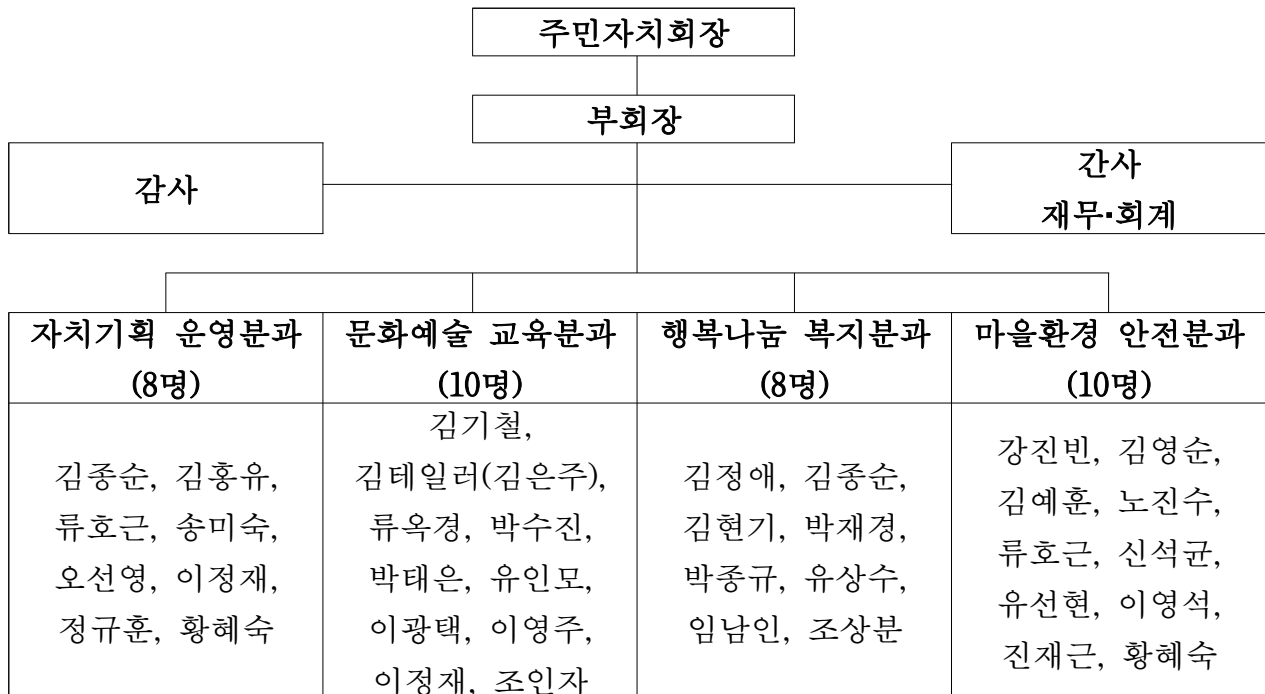 주민자치회장
부회장
감사
간사
재무·회계
자치기획 운영분과
(8명)
문화예술 교육분과
(10명)
행복나눔 복지분과
(8명)
마을환경 안전분과
(10명)
김종순, 김홍유,
류호근, 송미숙,
오선영, 이정재,
정규훈, 황혜숙
김기철,
김테일러(김은주),
류옥경, 박수진,
박태은, 유인모,
이광택, 이영주,
이정재, 조인자
김정애, 김종순,
김현기, 박재경,
박종규, 유상수,
임남인, 조상분
강진빈, 김영순,
김예훈, 노진수,
류호근, 신석균,
유선현, 이영석,
진재근, 황혜숙